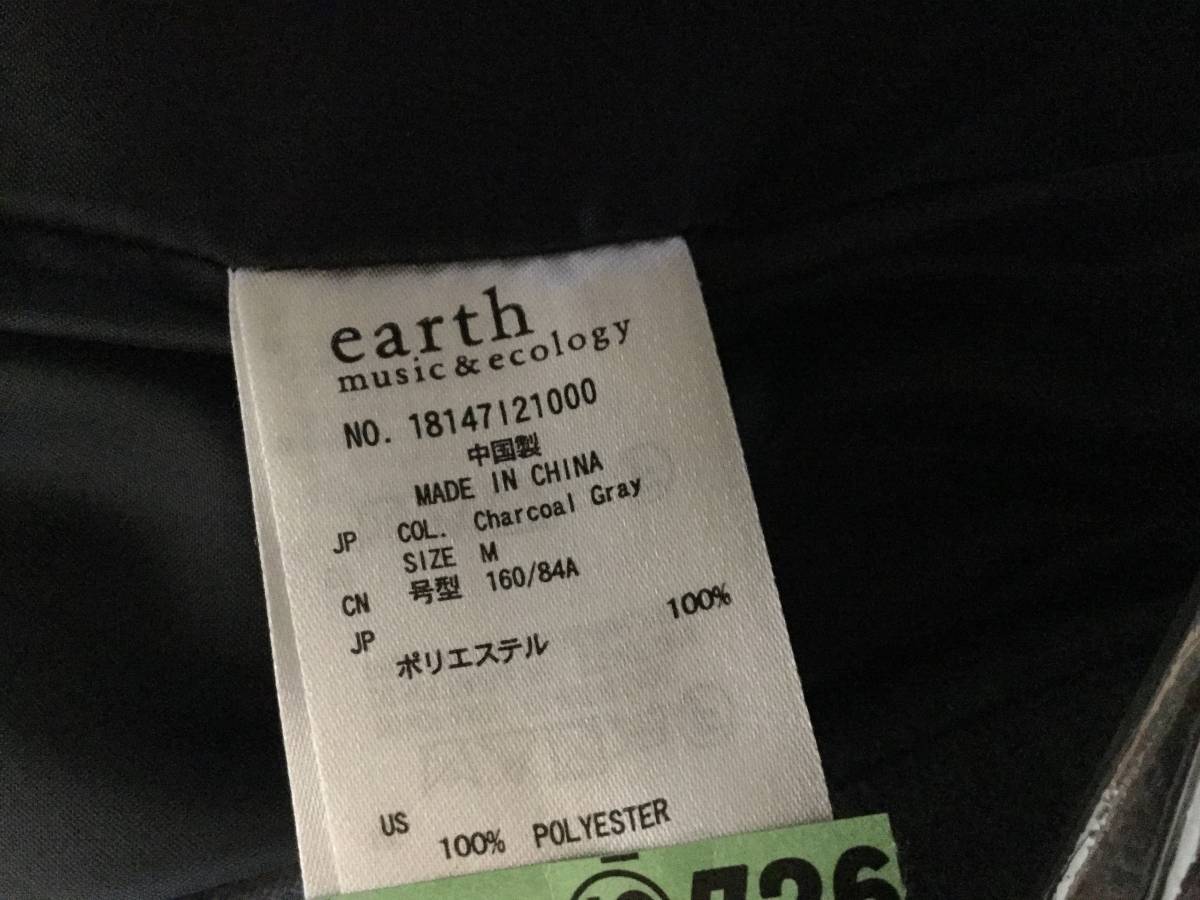 earth
music & ecology
NO. 18147I21000
中国製
MADE IN CHINA
JP COL. Charcoal Gray
SIZE M
CN 号型 160/84A
JP
ポリエステル 100%
US 100% POLYESTER